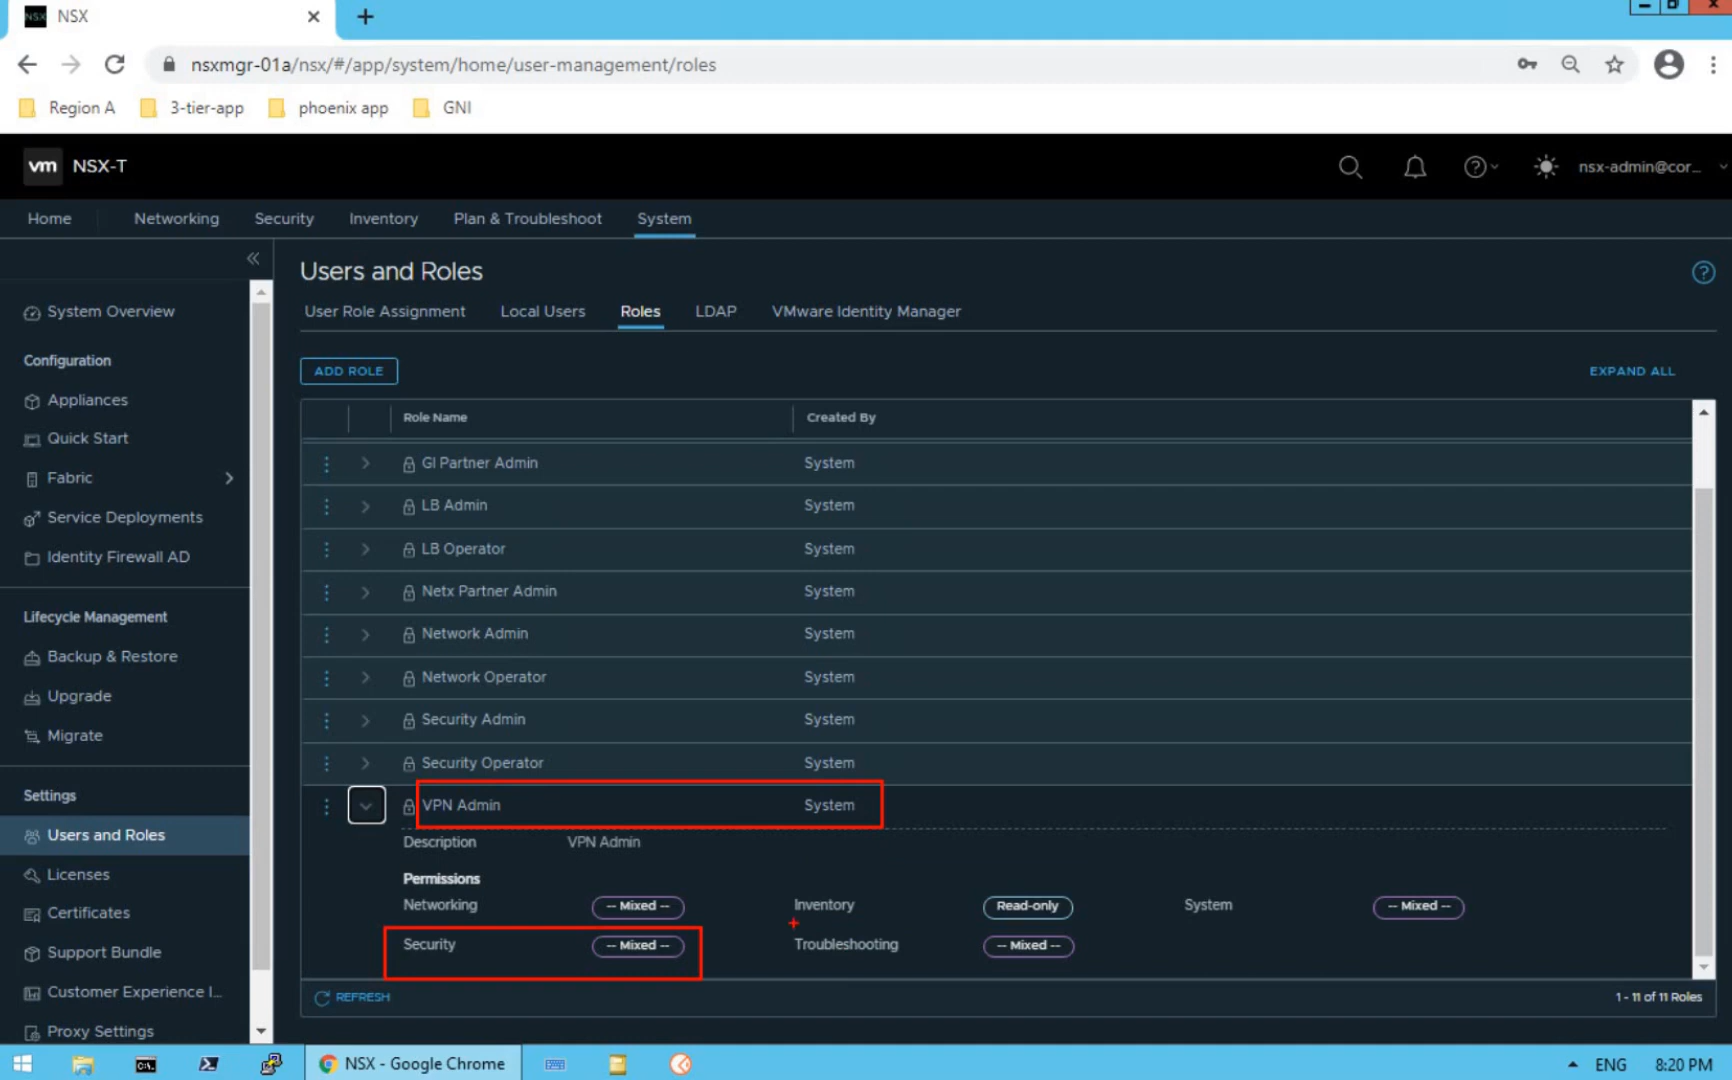 NSX
NSX
nsxmgr-01a/nsx/#/app/system/home/user-management/roles
Region A
3-tier-app
phoenix app
GNI
vm
NSX-T
nsx-admin@cor...
Home
Networking
Security
Inventory
Plan & Troubleshoot
System
System Overview
Configuration
Appliances
Quick Start
Fabric
Service Deployments
Identity Firewall AD
Lifecycle Management
Backup & Restore
Upgrade
Migrate
Settings
Users and Roles
Licenses
Certificates
Support Bundle
Customer Experience I...
Proxy Settings
Users and Roles
User Role Assignment
Local Users
Roles
LDAP
VMware Identity Manager
ADD ROLE
EXPAND ALL
Role Name
Created By
GI Partner Admin
System
LB Admin
System
LB Operator
System
Netx Partner Admin
System
Network Admin
System
Network Operator
System
Security Admin
System
Security Operator
System
VPN Admin
System
Description
VPN Admin
Permissions
Networking
-- Mixed --
Inventory
Read-only
System
-- Mixed --
Security
-- Mixed --
Troubleshooting
-- Mixed --
REFRESH
1 - 11 of 11 Roles
NSX - Google Chrome
ENG
8:20 PM